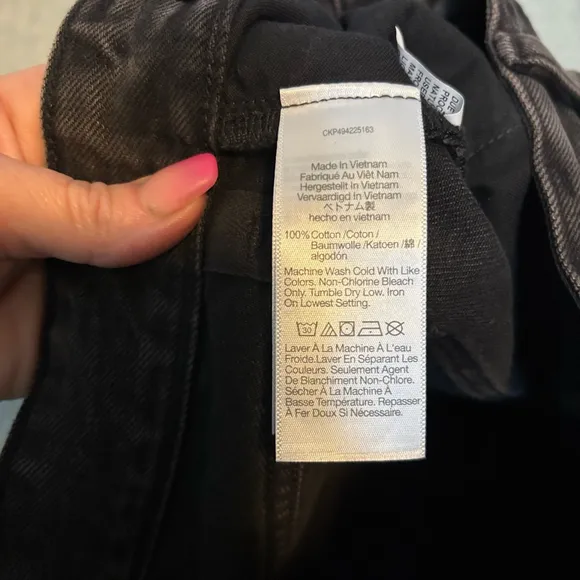 CKP494225163
Made In Vietnam
Fabriqué Au Viêt Nam
Hergestellt In Vietnam
Vervaardigd In Vietnam
ベトナム製
hecho en vietnam
100% Cotton /Coton /
Baumwolle /Katoen /綿 /
algodón
Machine Wash Cold With Like
Colors. Non-Chlorine Bleach
Only. Tumble Dry Low. Iron
On Lowest Setting.
30
Laver À La Machine À L'eau
Froide.Laver En Séparant Les
Couleurs. Seulement Agent
De Blanchiment Non-Chlore.
Sécher À La Machine À
Basse Température. Repasser
À Fer Doux Si Nécessaire.